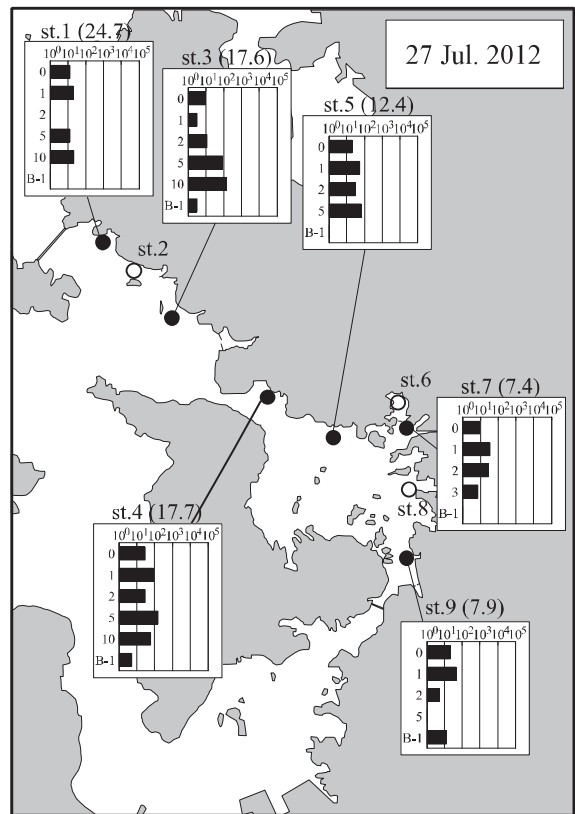 27 Jul. 2012
st.1 (24.7)
10⁰10¹10²10³10⁴10⁵
0
1
2
5
10
B-1
st.3 (17.6)
10⁰10¹10²10³10⁴10⁵
0
1
2
5
10
B-1
st.5 (12.4)
10⁰10¹10²10³10⁴10⁵
0
1
2
5
B-1
st.2
st.6
st.7 (7.4)
10⁰10¹10²10³10⁴10⁵
0
1
2
3
B-1
st.8
st.4 (17.7)
10⁰10¹10²10³10⁴10⁵
0
1
2
5
10
B-1
st.9 (7.9)
10⁰10¹10²10³10⁴10⁵
0
1
2
5
B-1